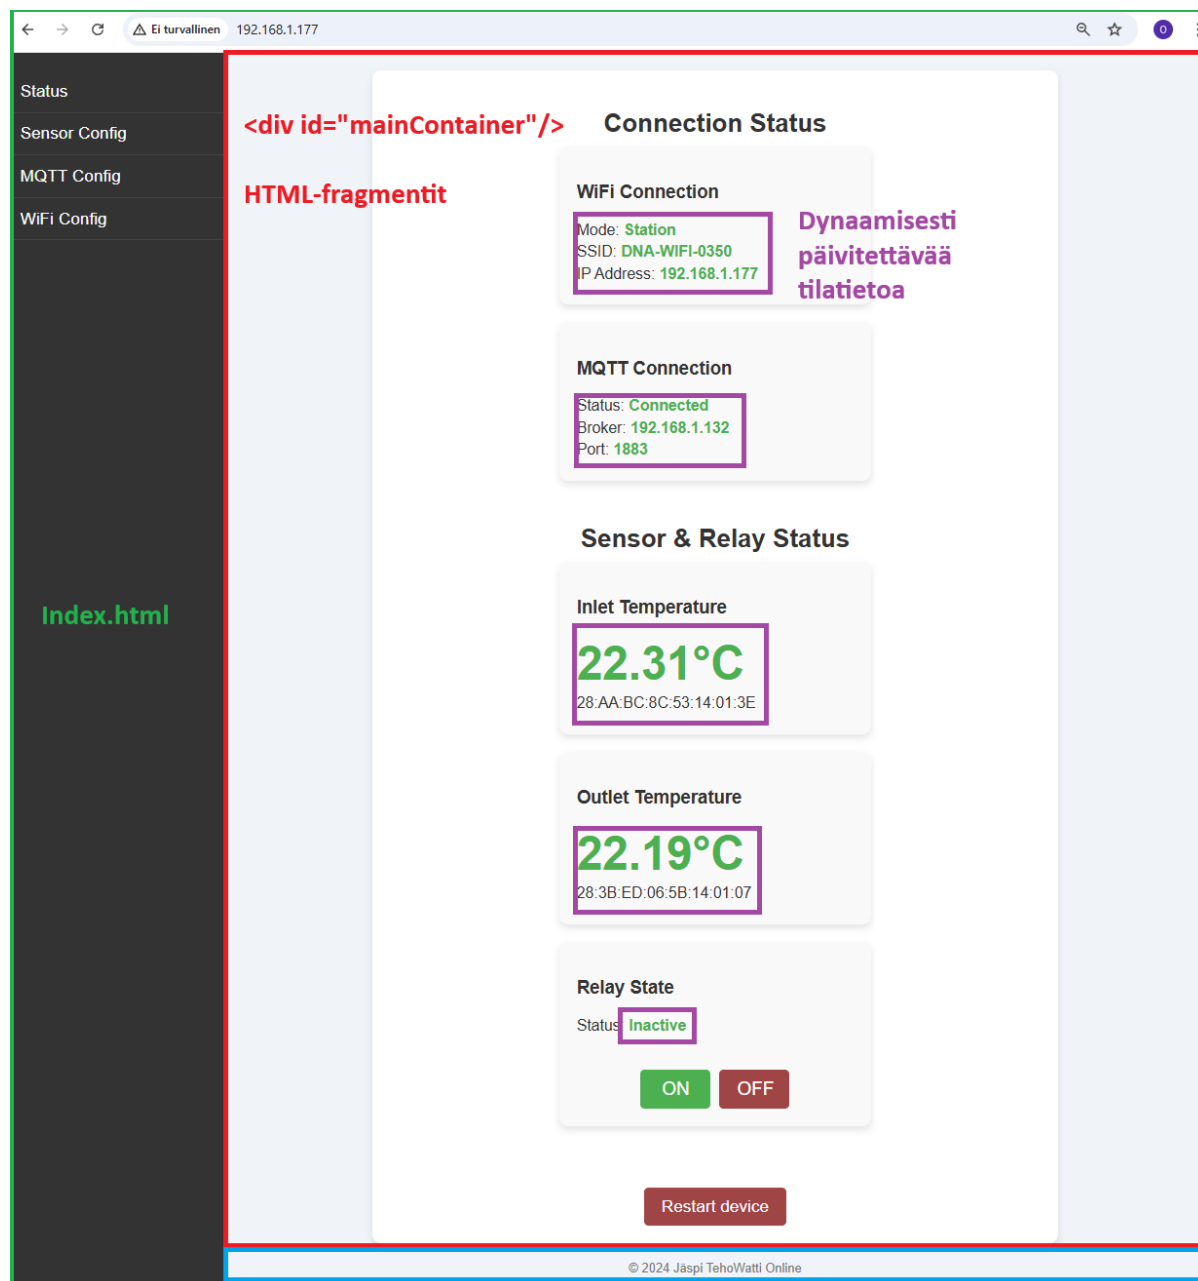 Ei turvallinen 192.168.1.177
O
Status
Sensor Config
MQTT Config
WiFi Config
Index.html
<div id="mainContainer"/>
HTML-fragmentit
Connection Status
WiFi Connection
Mode: Station
SSID: DNA-WIFI-0350
IP Address: 192.168.1.177
Dynaamisesti
päivitettävää
tilatietoa
MQTT Connection
Status: Connected
Broker: 192.168.1.132
Port: 1883
Sensor & Relay Status
Inlet Temperature
22.31°C
28:AA:BC:8C:53:14:01:3E
Outlet Temperature
22.19°C
28:3B:ED:06:5B:14:01:07
Relay State
Status: Inactive
ON OFF
Restart device
© 2024 Jäspi TehoWatti Online